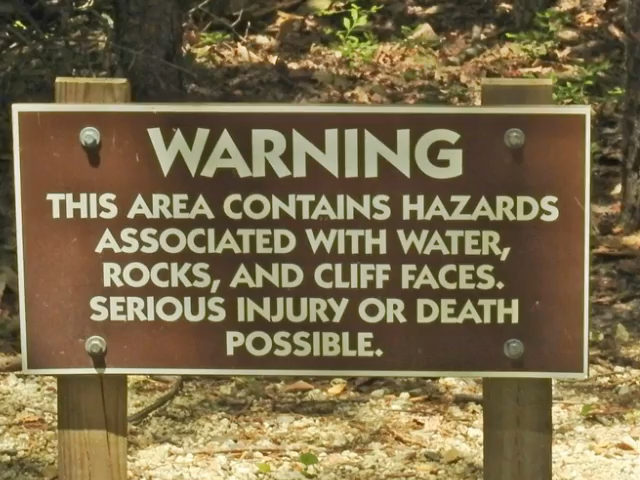 WARNING
THIS AREA CONTAINS HAZARDS
ASSOCIATED WITH WATER,
ROCKS, AND CLIFF FACES.
SERIOUS INJURY OR DEATH
POSSIBLE.